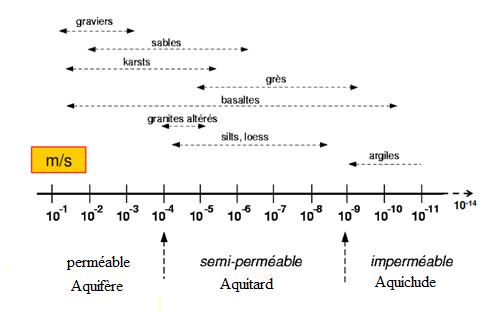 graviers
sables
karsts
grès
basaltes
granites altérés
silts, loess
argiles
m/s
10-1 10-2 10-3 10-4 10-5 10-6 10-7 10-8 10-9 10-10 10-11 10-14
perméable semi-perméable imperméable
Aquifère Aquitard Aquiclude